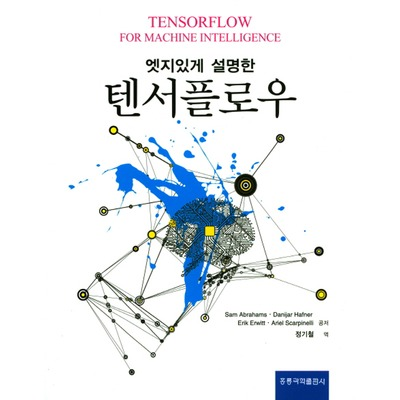 TENSORFLOW
FOR MACHINE INTELLIGENCE
엣지있게 설명한
텐서플로우
Sam Abrahams · Danijar Hafner
Erik Erwitt · Ariel Scarpinelli 공저
정기철 역
홍릉과학출판사